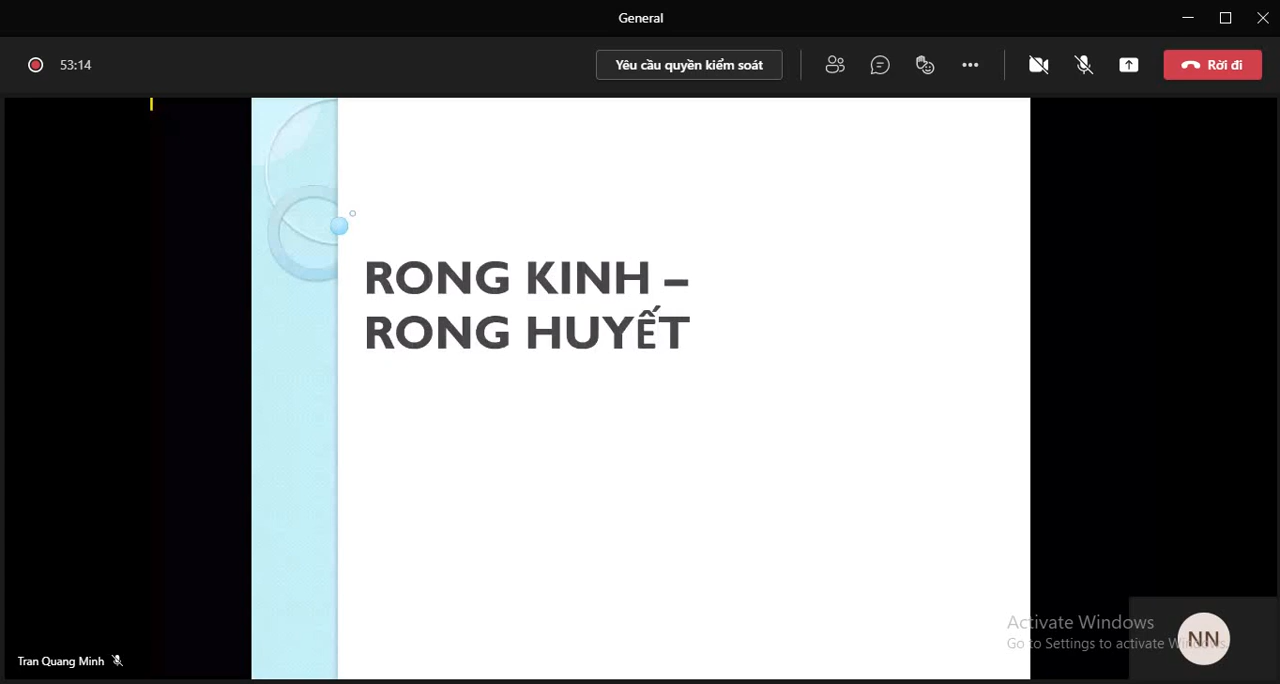 General
53:14
Yêu cầu quyền kiểm soát
Rời đi
RONG KINH –
RONG HUYẾT
Activate Windows
Go to Settings to activate Windows.
NN
Tran Quang Minh